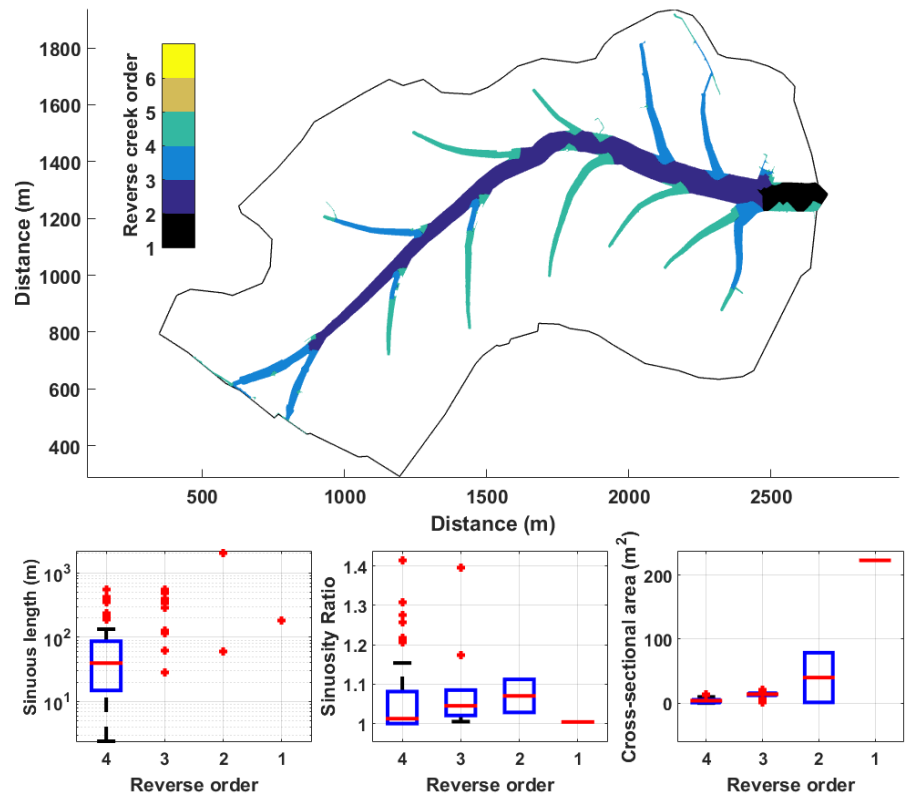 1800
1600
1400
1200
1000
800
600
400
Distance (m)
Reverse creek order
6
5
4
3
2
1
500 1000 1500 2000 2500
Distance (m)
Sinuous length (m)
10^3
10^2
10^1
4 3 2 1
Reverse order
Sinuosity Ratio
1.4
1.3
1.2
1.1
1
4 3 2 1
Reverse order
Cross-sectional area (m^2)
200
100
0
4 3 2 1
Reverse order